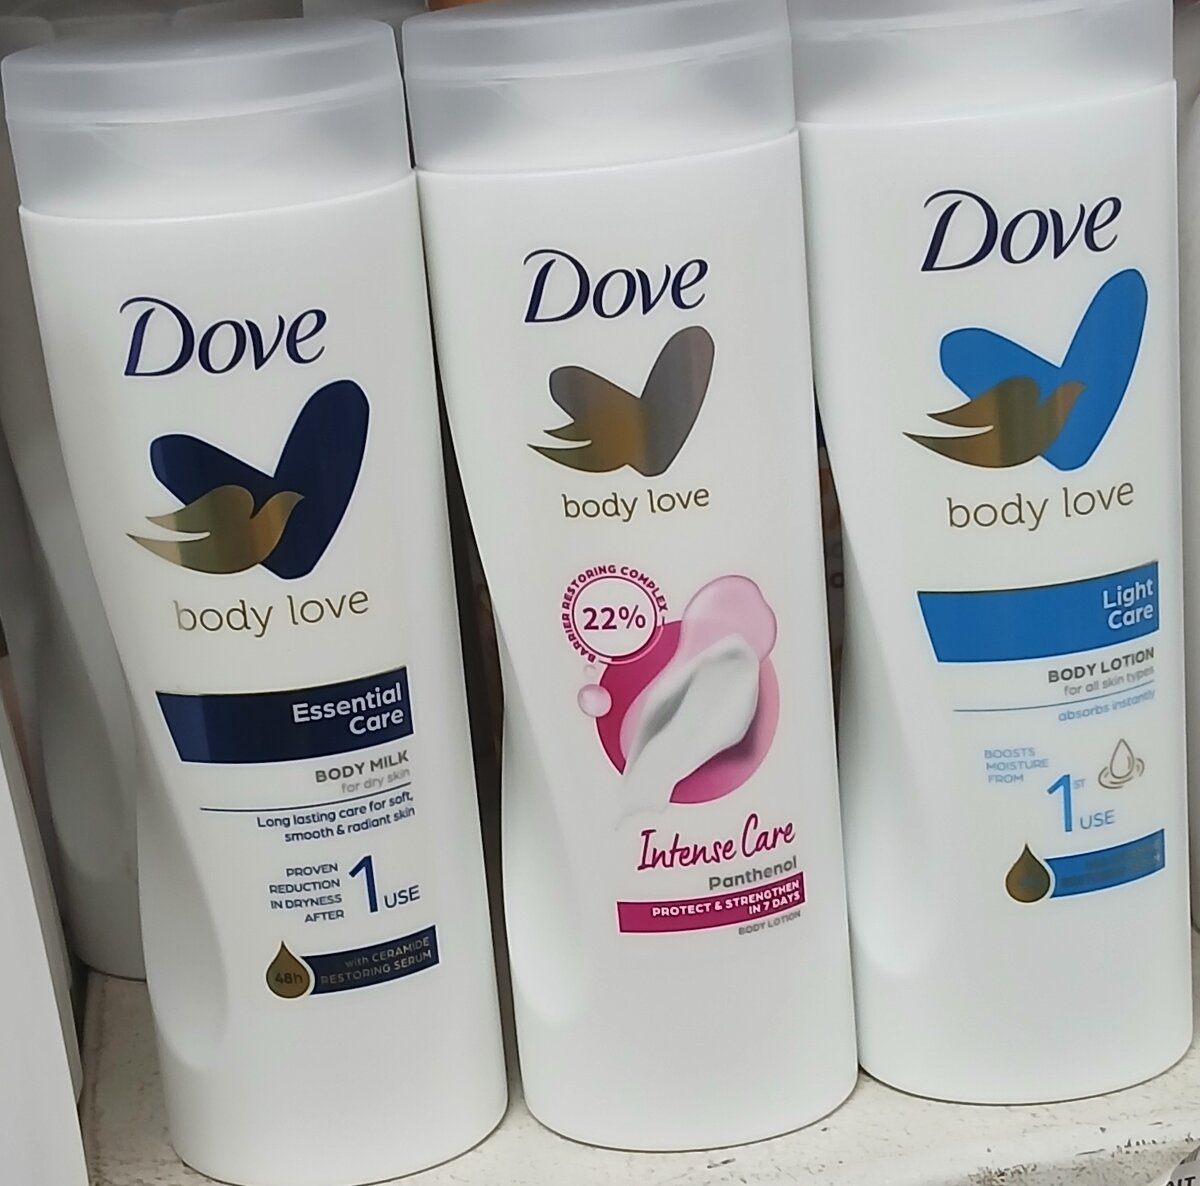 Dove
body love
Essential
Care
BODY MILK
for dry skin
Long lasting care for soft,
smooth & radiant skin
PROVEN
REDUCTION
IN DRYNESS
AFTER
1 USE
48h
with CERAMIDE
RESTORING SERUM
Dove
body love
BARRIER RESTORING COMPLEX
22%
Intense Care
Panthenol
PROTECT & STRENGTHEN
IN 7 DAYS
BODY LOTION
Dove
body love
Light
Care
BODY LOTION
for all skin types
absorbs instantly
BOOSTS
MOISTURE
FROM
1ST USE